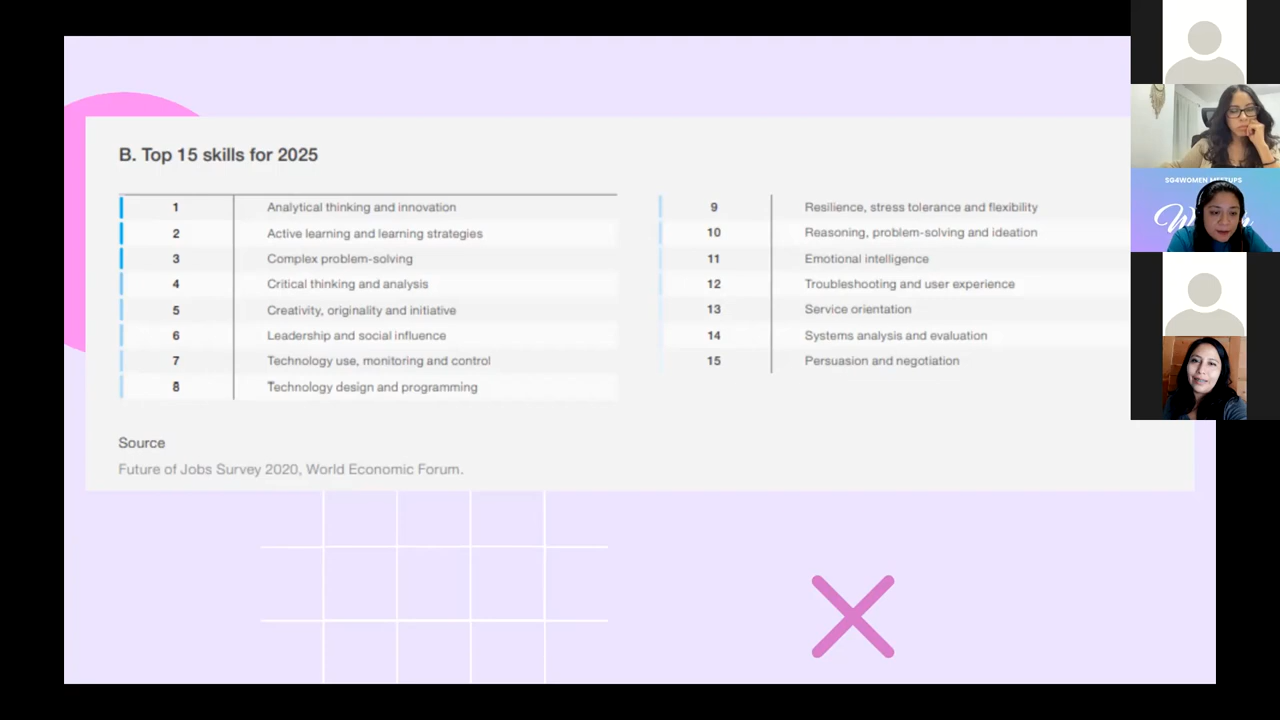 B. Top 15 skills for 2025
1 Analytical thinking and innovation
2 Active learning and learning strategies
3 Complex problem-solving
4 Critical thinking and analysis
5 Creativity, originality and initiative
6 Leadership and social influence
7 Technology use, monitoring and control
8 Technology design and programming
9 Resilience, stress tolerance and flexibility
10 Reasoning, problem-solving and ideation
11 Emotional intelligence
12 Troubleshooting and user experience
13 Service orientation
14 Systems analysis and evaluation
15 Persuasion and negotiation
Source
Future of Jobs Survey 2020, World Economic Forum.
SG4WOMEN MEETUPS